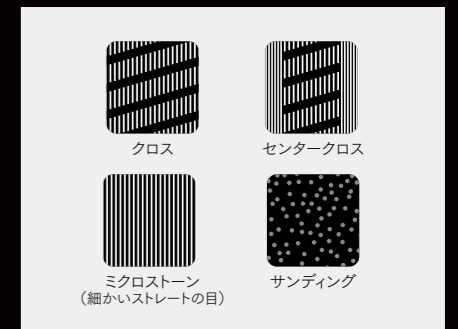 クロス
センタークロス
ミクロストーン
（細かいストレートの目）
サンディング